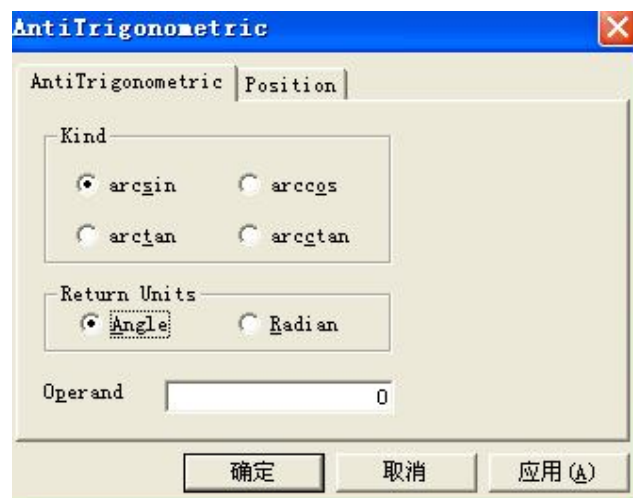 AntiTrigonometric
AntiTrigonometric Position
Kind
arcsin arccos
arctan arcctan
Return Units
Angle Radian
Operand 0
确定 取消 应用(A)